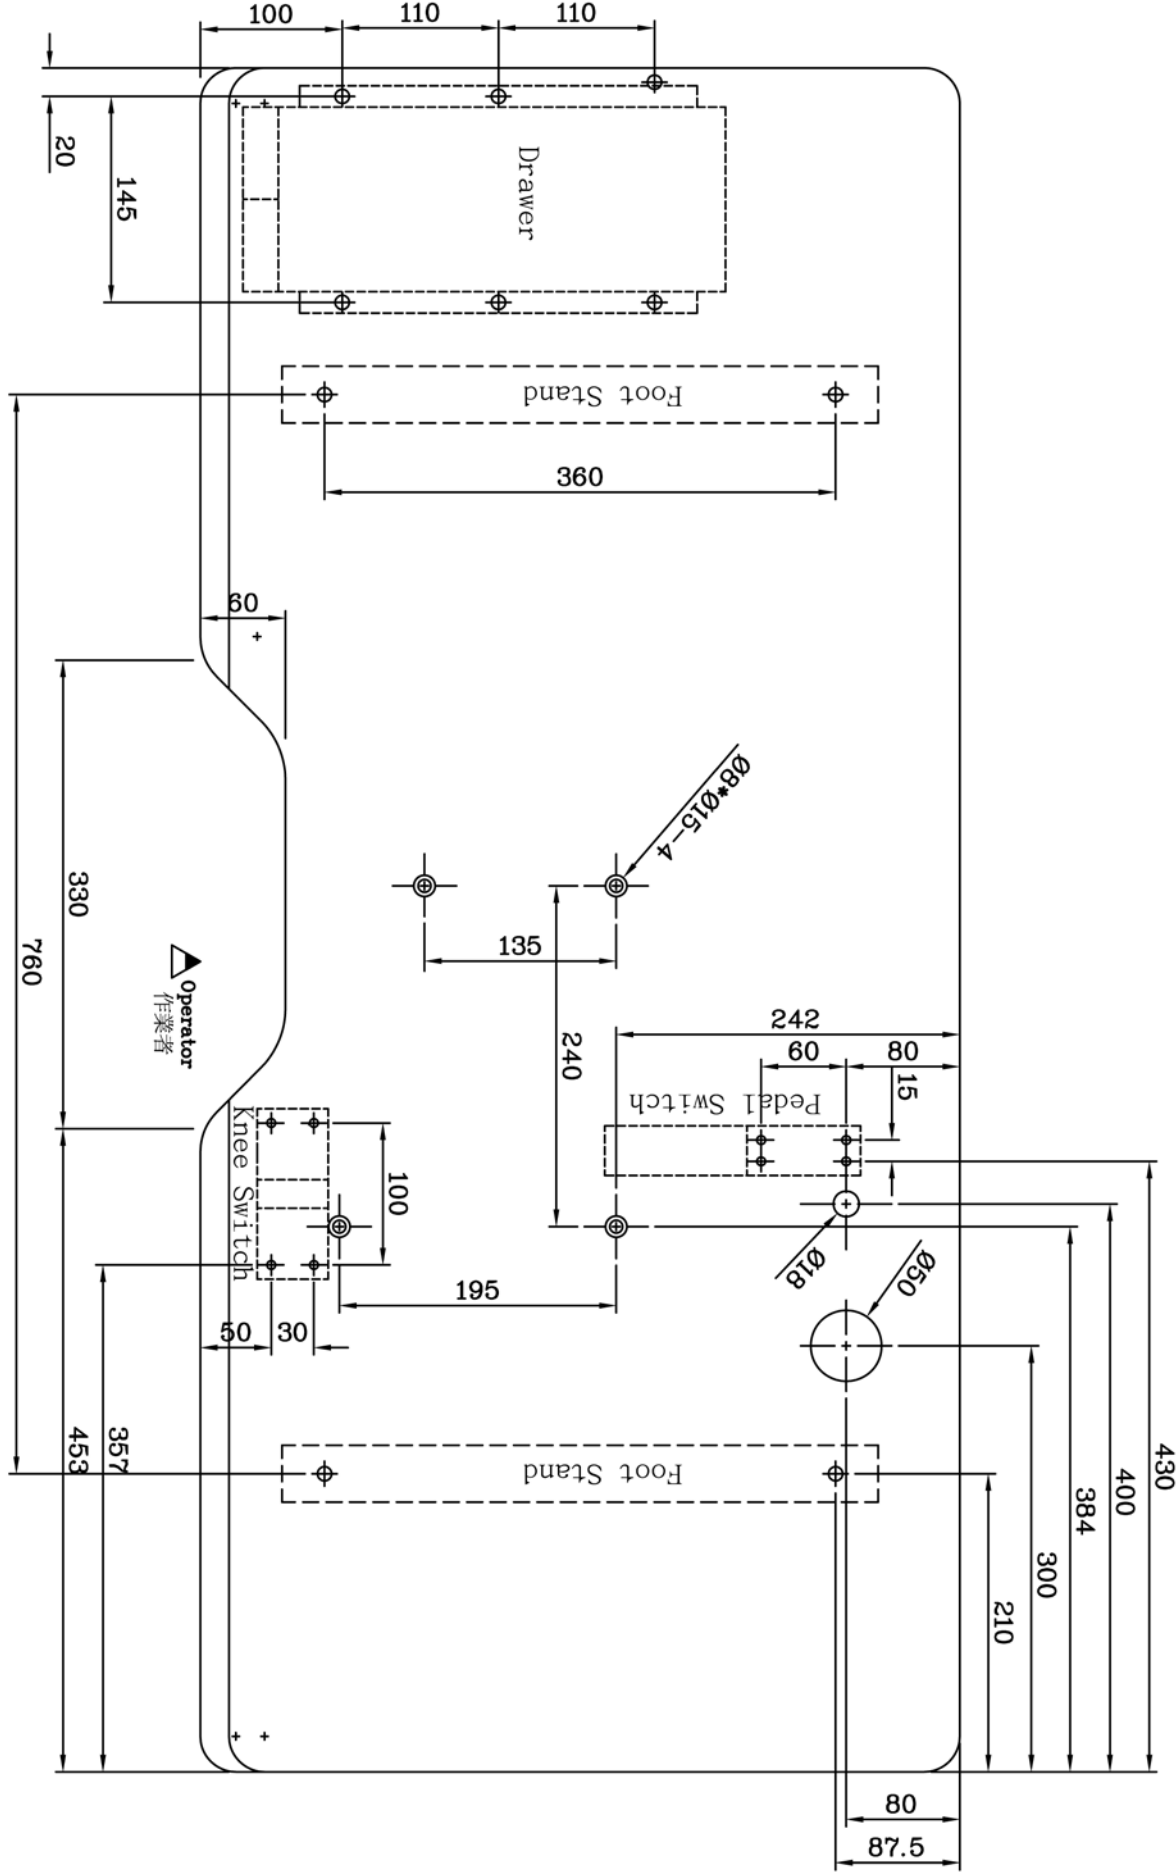 100
110
110
20
145
Drawer
Foot Stand
360
60
Ø8*Ø15-4
330
760
135
Operator
作業者
240
242
60
80
15
Pedal Switch
Knee Switch
100
Ø18
Ø50
195
50
30
357
453
Foot Stand
430
400
384
300
210
80
87.5